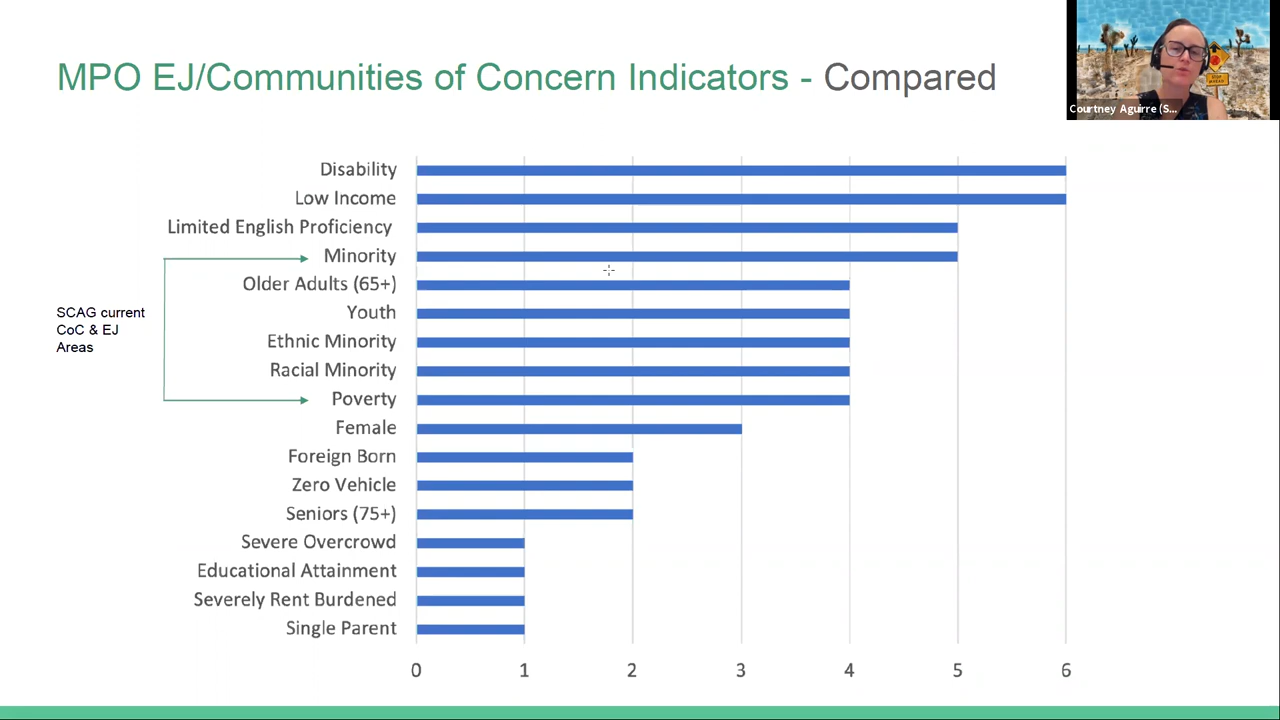 MPO EJ/Communities of Concern Indicators - Compared
Courtney Aguirre (S...
STOP
AHEAD
Disability
Low Income
Limited English Proficiency
Minority
Older Adults (65+)
Youth
Ethnic Minority
Racial Minority
Poverty
Female
Foreign Born
Zero Vehicle
Seniors (75+)
Severe Overcrowd
Educational Attainment
Severely Rent Burdened
Single Parent
SCAG current
CoC & EJ
Areas
0 1 2 3 4 5 6